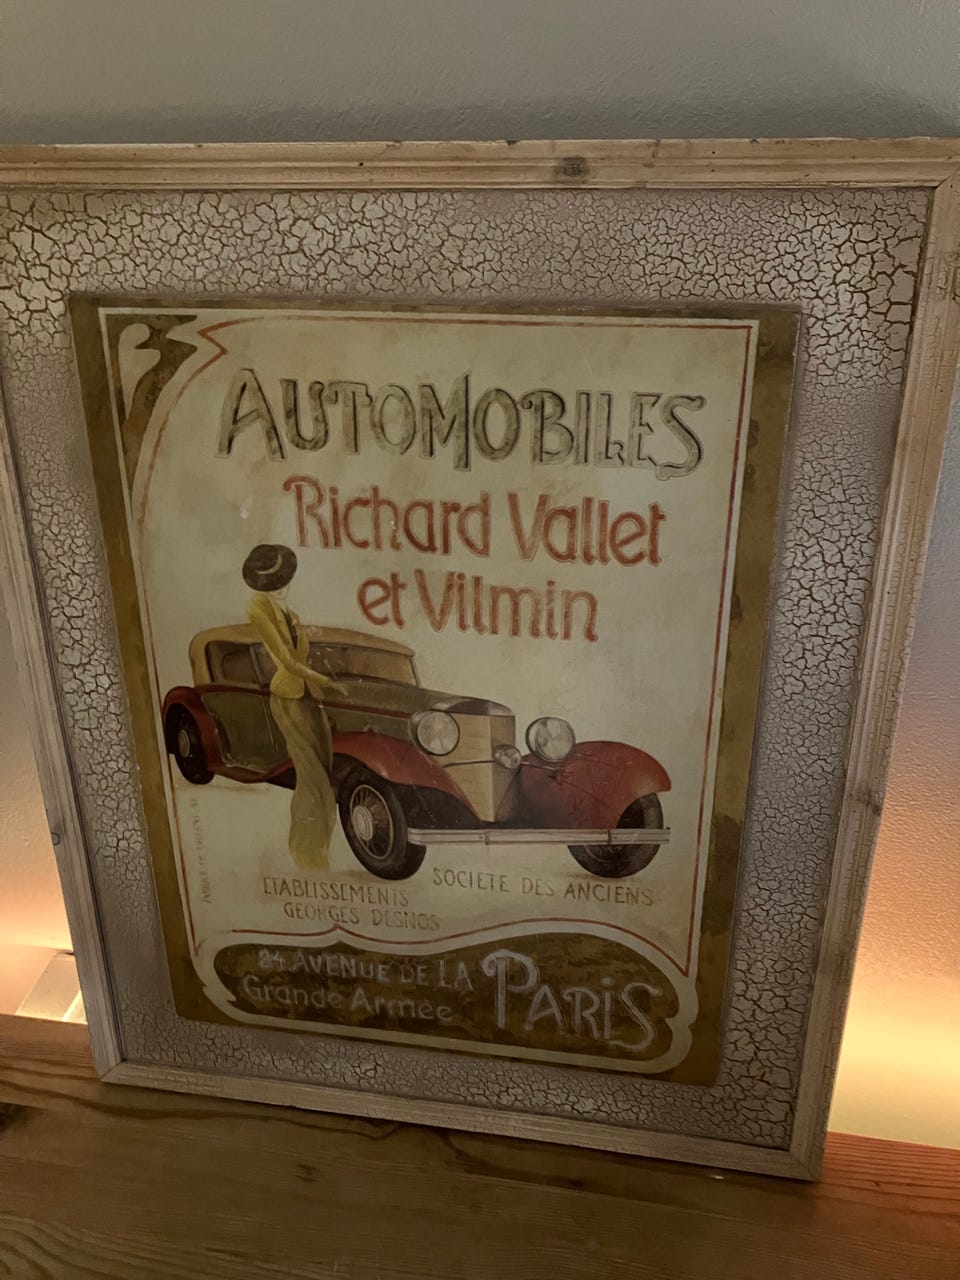 AUTOMOBILES
Richard Vallet
et Vilmin
ETABLISSEMENTS
GEORGES DESNOS
SOCIETE DES ANCIENS
24 AVENUE DE LA
Grande Armée
PARIS